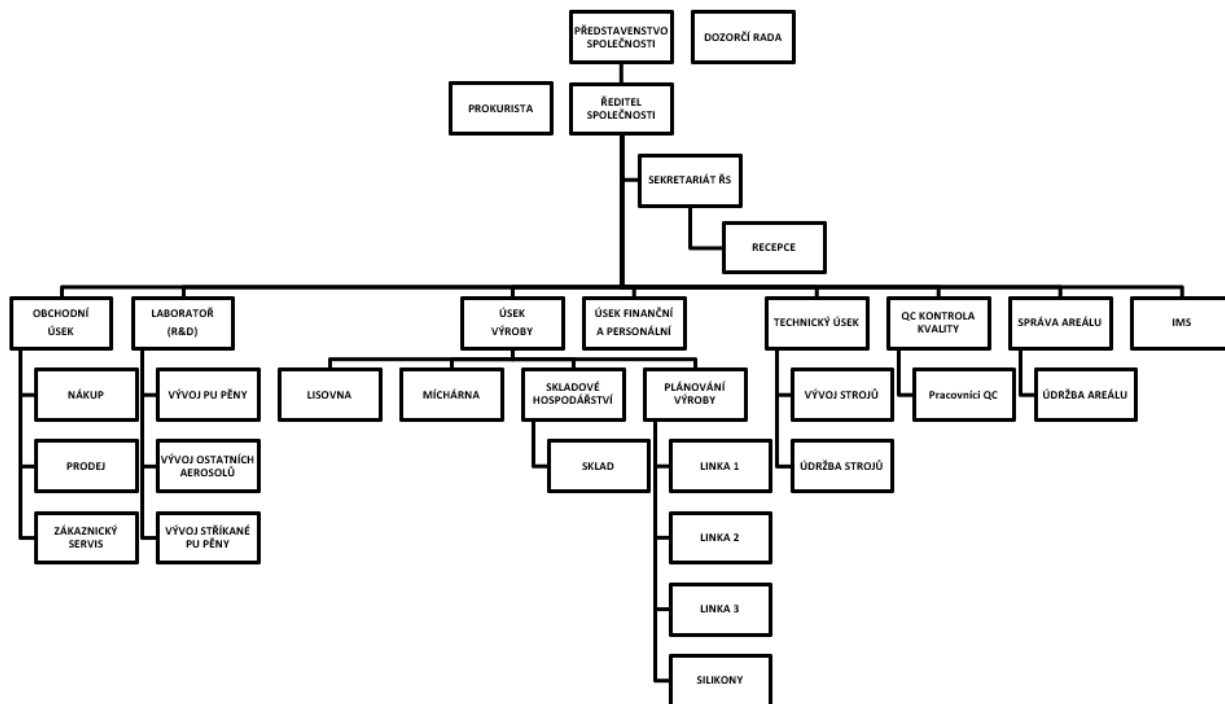 PŘEDSTAVENSTVO
SPOLEČNOSTI
DOZORČÍ RADA
PROKURISTA
ŘEDITEL
SPOLEČNOSTI
SEKRETARIÁT ŘS
RECEPCE
OBCHODNÍ
ÚSEK
LABORATOŘ
(R&D)
ÚSEK
VÝROBY
ÚSEK FINANČNÍ
A PERSONÁLNÍ
TECHNICKÝ ÚSEK
QC KONTROLA
KVALITY
SPRÁVA AREÁLU
IMS
NÁKUP
VÝVOJ PU PĚNY
LISOVNA
MÍCHÁRNA
SKLADOVÉ
HOSPODÁŘSTVÍ
PLÁNOVÁNÍ
VÝROBY
VÝVOJ STROJŮ
Pracovníci QC
ÚDRŽBA AREÁLU
PRODEJ
VÝVOJ OSTATNÍCH
AEROSOLŮ
SKLAD
LINKA 1
ÚDRŽBA STROJŮ
ZÁKAZNICKÝ
SERVIS
VÝVOJ STŘÍKANÉ
PU PĚNY
LINKA 2
LINKA 3
SILIKONY